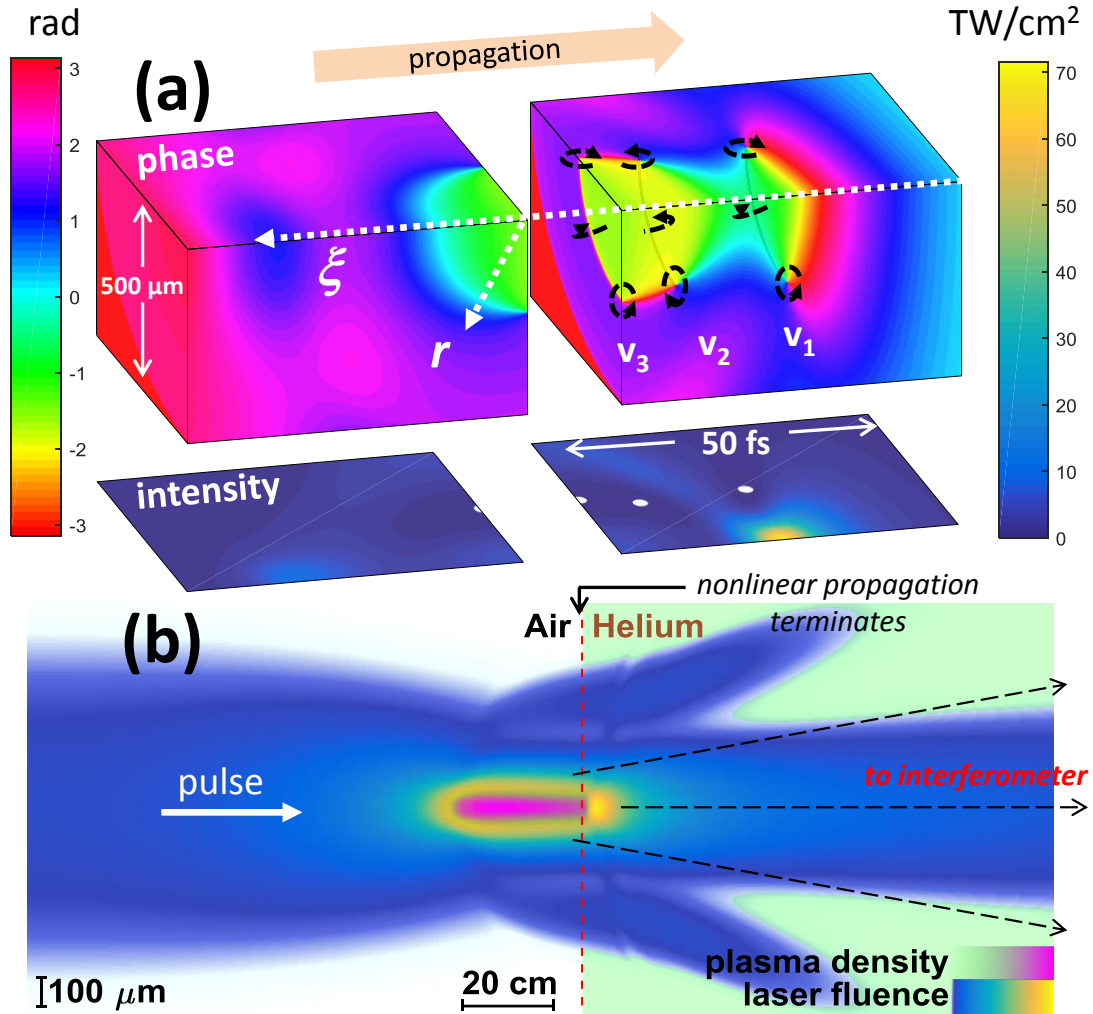 rad
TW/cm²
propagation
(a)
phase
500 µm
ξ
r
v₃
v₂
v₁
3
2
1
0
-1
-2
-3
70
60
50
40
30
20
10
0
intensity
50 fs
nonlinear propagation
terminates
(b)
Air
Helium
pulse
to interferometer
100 µm
20 cm
plasma density
laser fluence